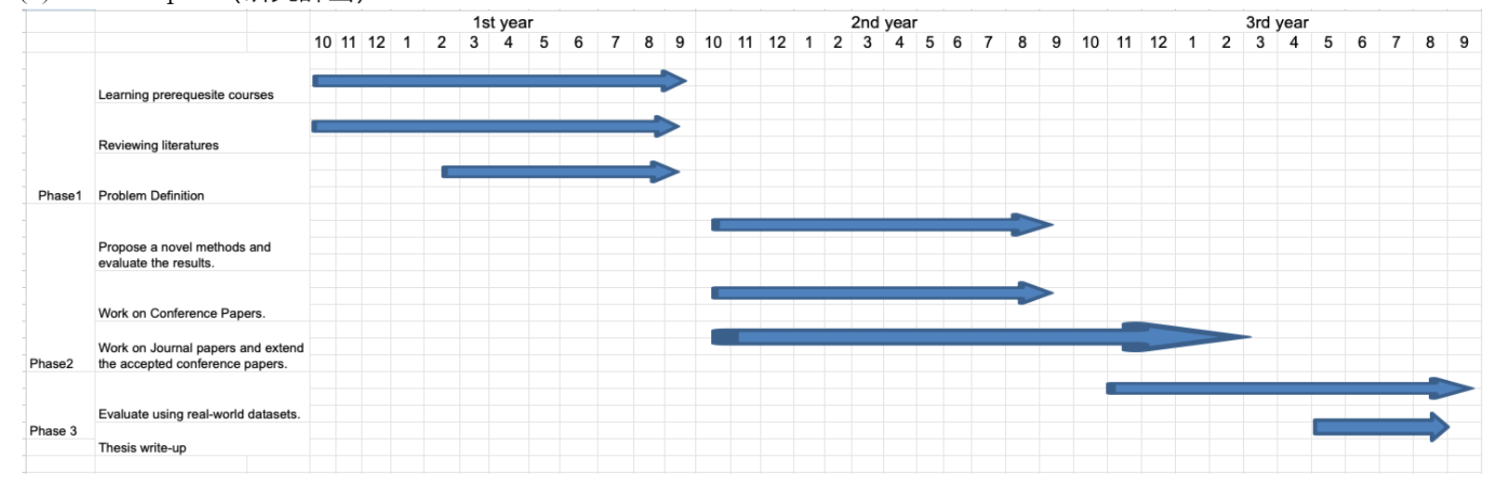 1st year 2nd year 3rd year
10 11 12 1 2 3 4 5 6 7 8 9 10 11 12 1 2 3 4 5 6 7 8 9 10 11 12 1 2 3 4 5 6 7 8 9
Learning prerequesite courses
Reviewing literatures
Phase1 Problem Definition
Propose a novel methods and
evaluate the results.
Work on Conference Papers.
Work on Journal papers and extend
Phase2 the accepted conference papers.
Evaluate using real-world datasets.
Phase 3
Thesis write-up